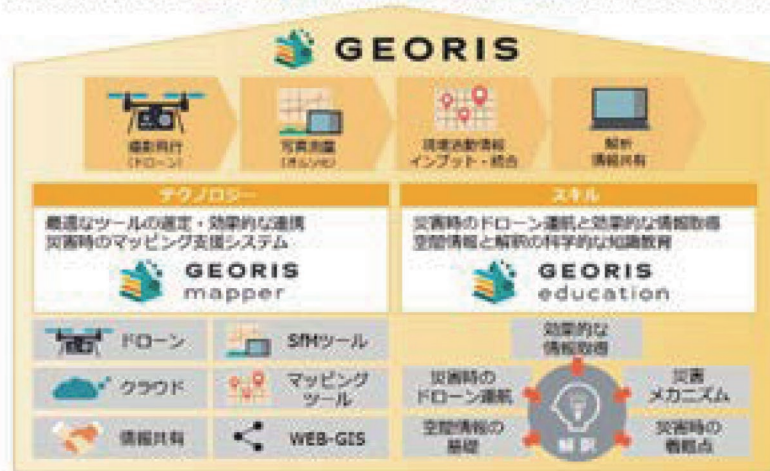 GEORIS
撮影飛行
(ドローン)
写真測量
(オルソ化)
現場活動情報
インプット・統合
解析
情報共有
テクノロジー
最適なツールの選定・効果的な連携
災害時のマッピング支援システム
GEORIS
mapper
スキル
災害時のドローン運航と効果的な情報取得
空間情報と解釈の科学的な知識教育
GEORIS
education
ドローン
SfMツール
クラウド
マッピング
ツール
情報共有
WEB-GIS
効果的な
情報取得
災害時の
ドローン運航
災害
メカニズム
空間情報の
基礎
解釈
災害時の
着眼点